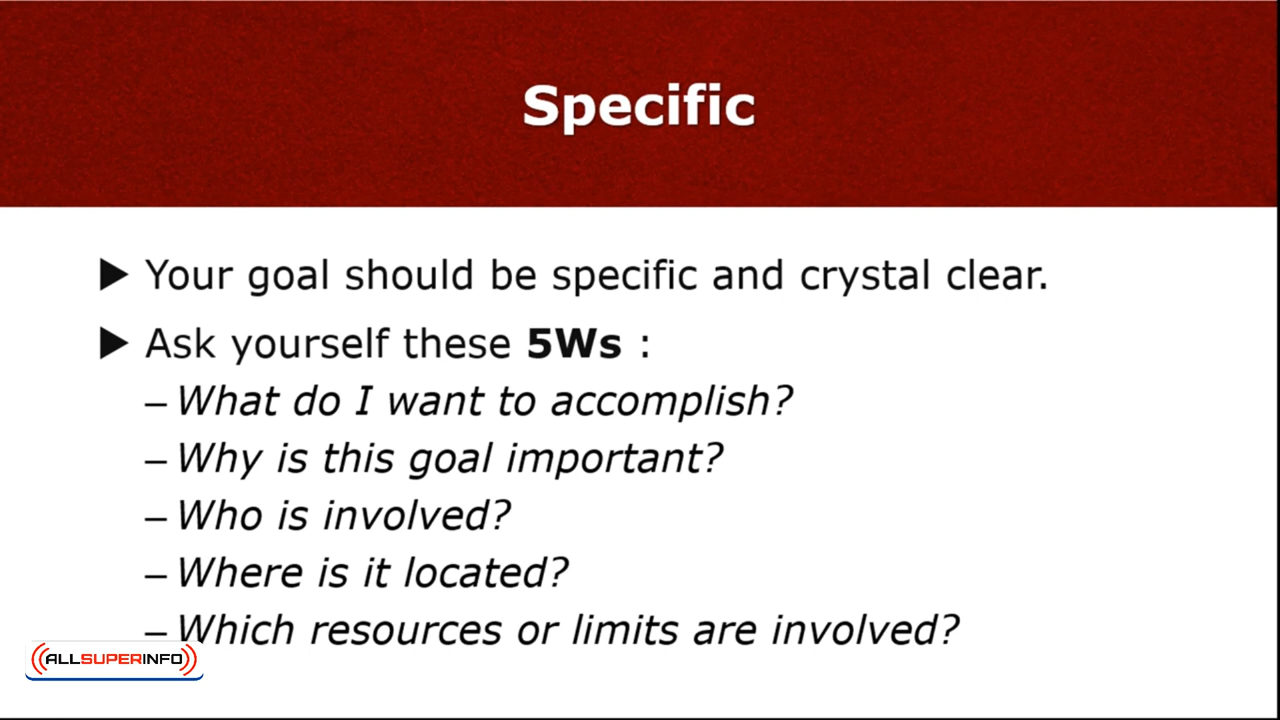 Specific
▶ Your goal should be specific and crystal clear.
▶ Ask yourself these 5Ws :
– What do I want to accomplish?
– Why is this goal important?
– Who is involved?
– Where is it located?
– Which resources or limits are involved?
((ALLSUPERINFO))